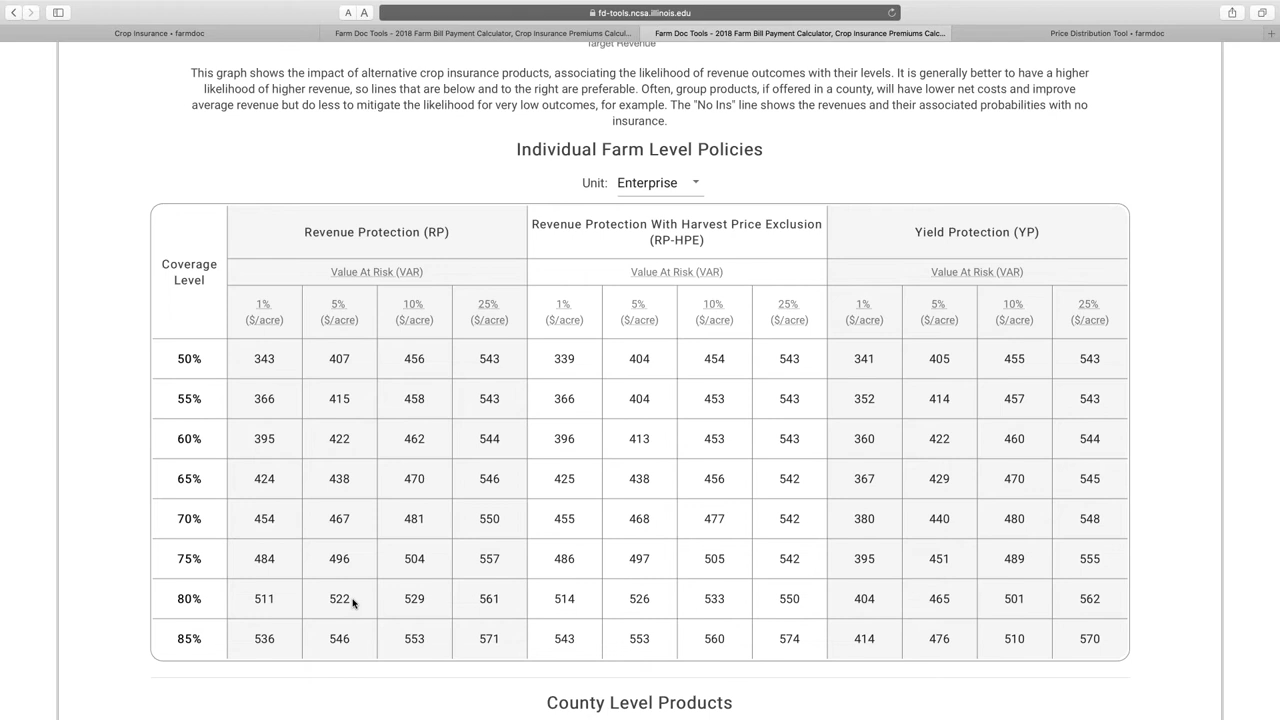 A A
fd-tools.ncsa.illinois.edu
Crop Insurance • farmdoc
Farm Doc Tools - 2018 Farm Bill Payment Calculator, Crop Insurance Premiums Calcul...
Farm Doc Tools - 2018 Farm Bill Payment Calculator, Crop Insurance Premiums Calc...
Price Distribution Tool • farmdoc
Target Revenue
This graph shows the impact of alternative crop insurance products, associating the likelihood of revenue outcomes with their levels. It is generally better to have a higher
likelihood of higher revenue, so lines that are below and to the right are preferable. Often, group products, if offered in a county, will have lower net costs and improve
average revenue but do less to mitigate the likelihood for very low outcomes, for example. The "No Ins" line shows the revenues and their associated probabilities with no
insurance.
Individual Farm Level Policies
Unit: Enterprise
Coverage
Level
Revenue Protection (RP)
Revenue Protection With Harvest Price Exclusion
(RP-HPE)
Yield Protection (YP)
Value At Risk (VAR) Value At Risk (VAR) Value At Risk (VAR)
1% 5% 10% 25% 1% 5% 10% 25% 1% 5% 10% 25%
($/acre) ($/acre) ($/acre) ($/acre) ($/acre) ($/acre) ($/acre) ($/acre) ($/acre) ($/acre) ($/acre) ($/acre)
50% 343 407 456 543 339 404 454 543 341 405 455 543
55% 366 415 458 543 366 404 453 543 352 414 457 543
60% 395 422 462 544 396 413 453 543 360 422 460 544
65% 424 438 470 546 425 438 456 542 367 429 470 545
70% 454 467 481 550 455 468 477 542 380 440 480 548
75% 484 496 504 557 486 497 505 542 395 451 489 555
80% 511 522 529 561 514 526 533 550 404 465 501 562
85% 536 546 553 571 543 553 560 574 414 476 510 570
County Level Products